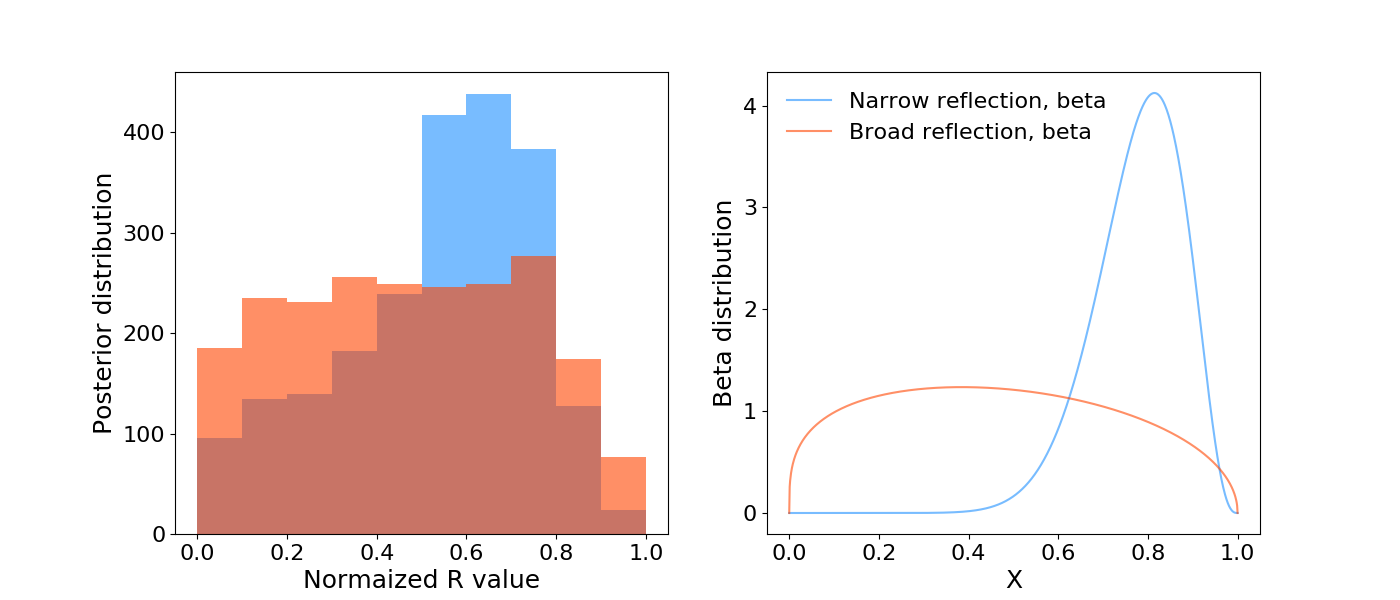 400
300
200
100
0
0.0 0.2 0.4 0.6 0.8 1.0
Posterior distribution
Normaized R value
Narrow reflection, beta
Broad reflection, beta
4
3
2
1
0
0.0 0.2 0.4 0.6 0.8 1.0
Beta distribution
X